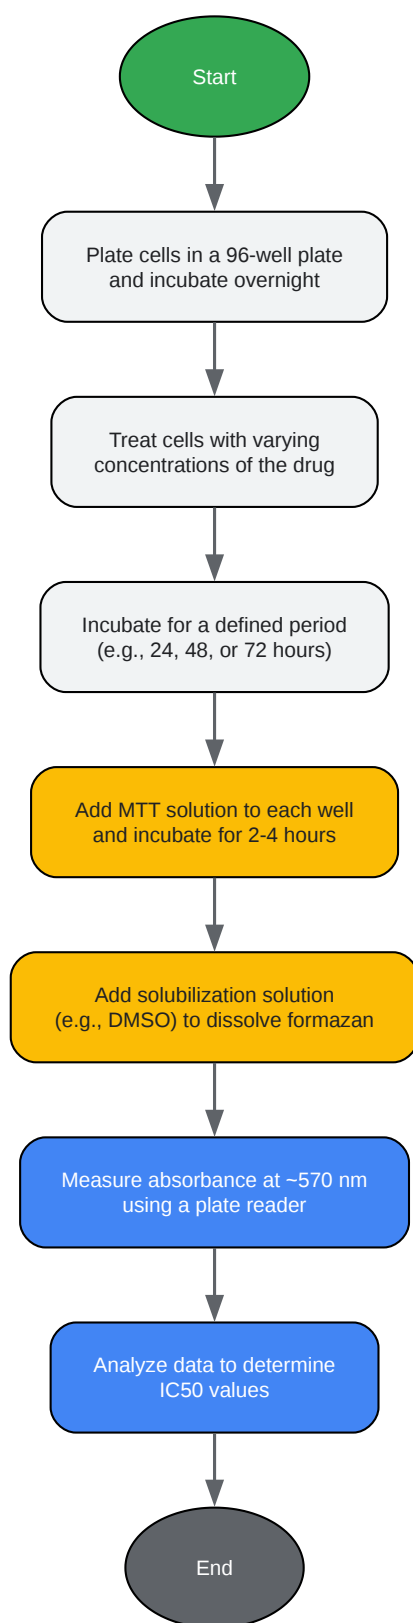 Start
Plate cells in a 96-well plate
and incubate overnight
Treat cells with varying
concentrations of the drug
Incubate for a defined period
(e.g., 24, 48, or 72 hours)
Add MTT solution to each well
and incubate for 2-4 hours
Add solubilization solution
(e.g., DMSO) to dissolve formazan
Measure absorbance at ~570 nm
using a plate reader
Analyze data to determine
IC50 values
End